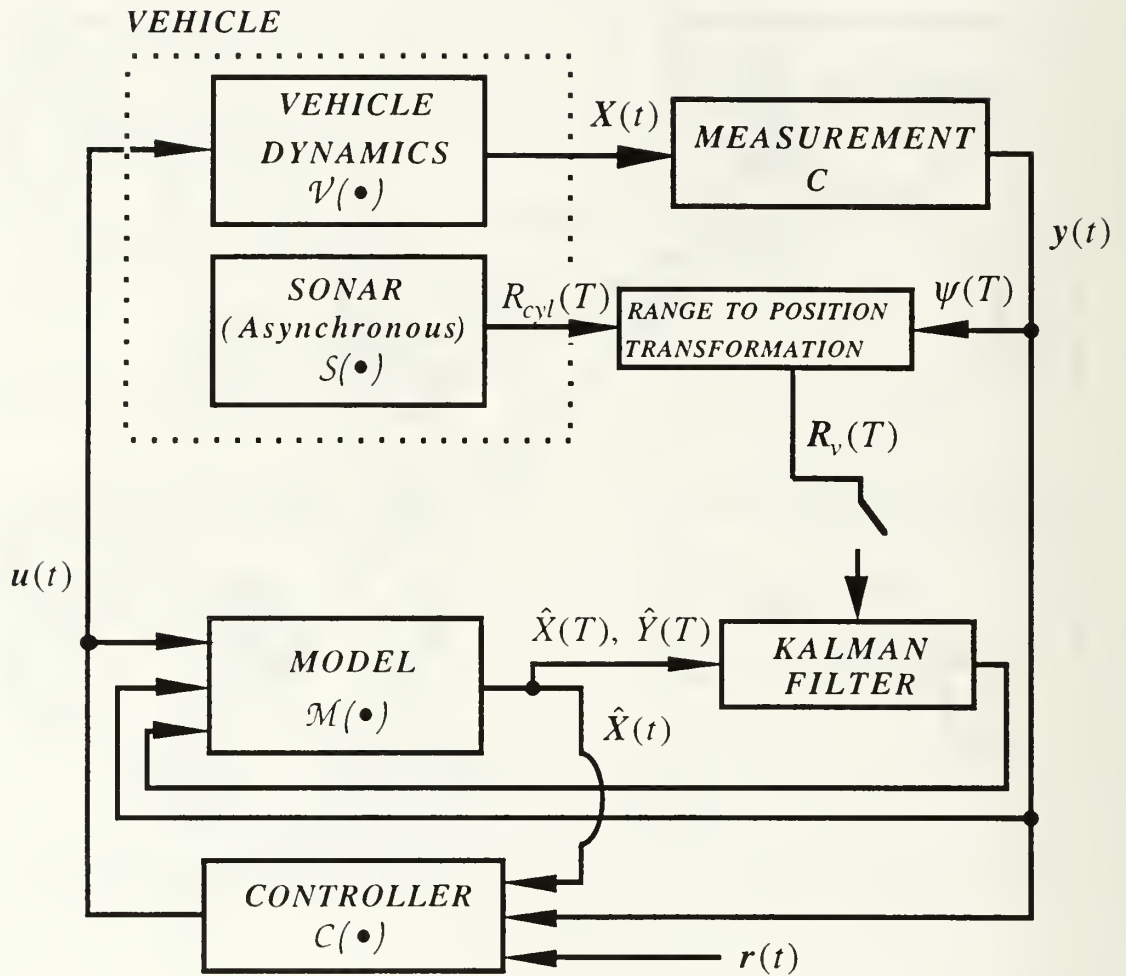 VEHICLE
VEHICLE
DYNAMICS
𝒱(•)
X(t)
MEASUREMENT
C
y(t)
SONAR
(Asynchronous)
S(•)
R_cyl(T)
RANGE TO POSITION
TRANSFORMATION
ψ(T)
R_v(T)
u(t)
MODEL
ℳ(•)
X̂(T), Ŷ(T)
KALMAN
FILTER
X̂(t)
CONTROLLER
C(•)
r(t)